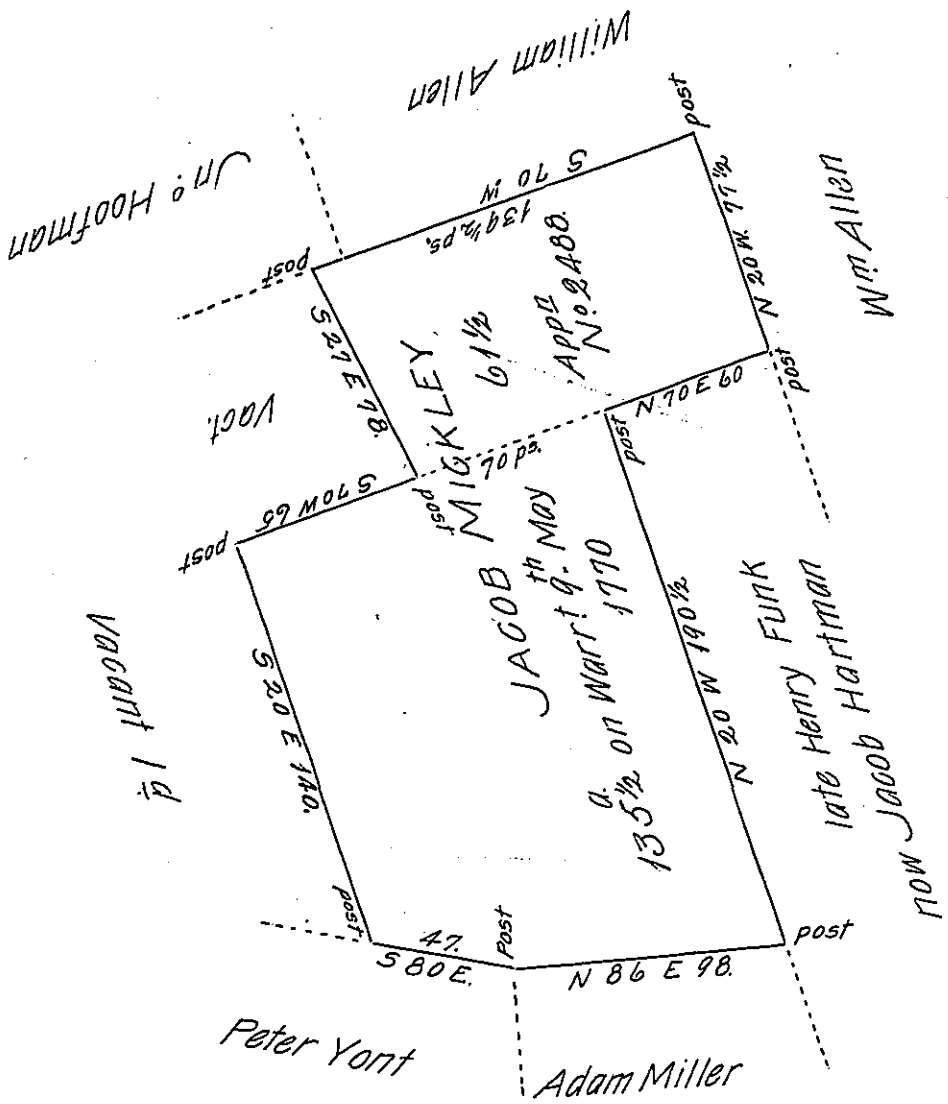 William Allen
Jnº Hoofman
post
post
S 70 W
139½ ps.
N 20 W. 77½
Wm Allen
S 27 E 78.
Vact.
61½
Appn
Nº 2488.
N 70 E 60
post
post
70 ps.
S 70 W 65
post
post
JACOB MICKLEY
a.
135½ on Warrt 9th May
1770
Vacant ld
S 20 E 140.
N 20 W 190½
late Henry Funk
now Jacob Hartman
post
47.
S 80 E.
Post
N 86 E 98.
post
Peter Yont
Adam Miller